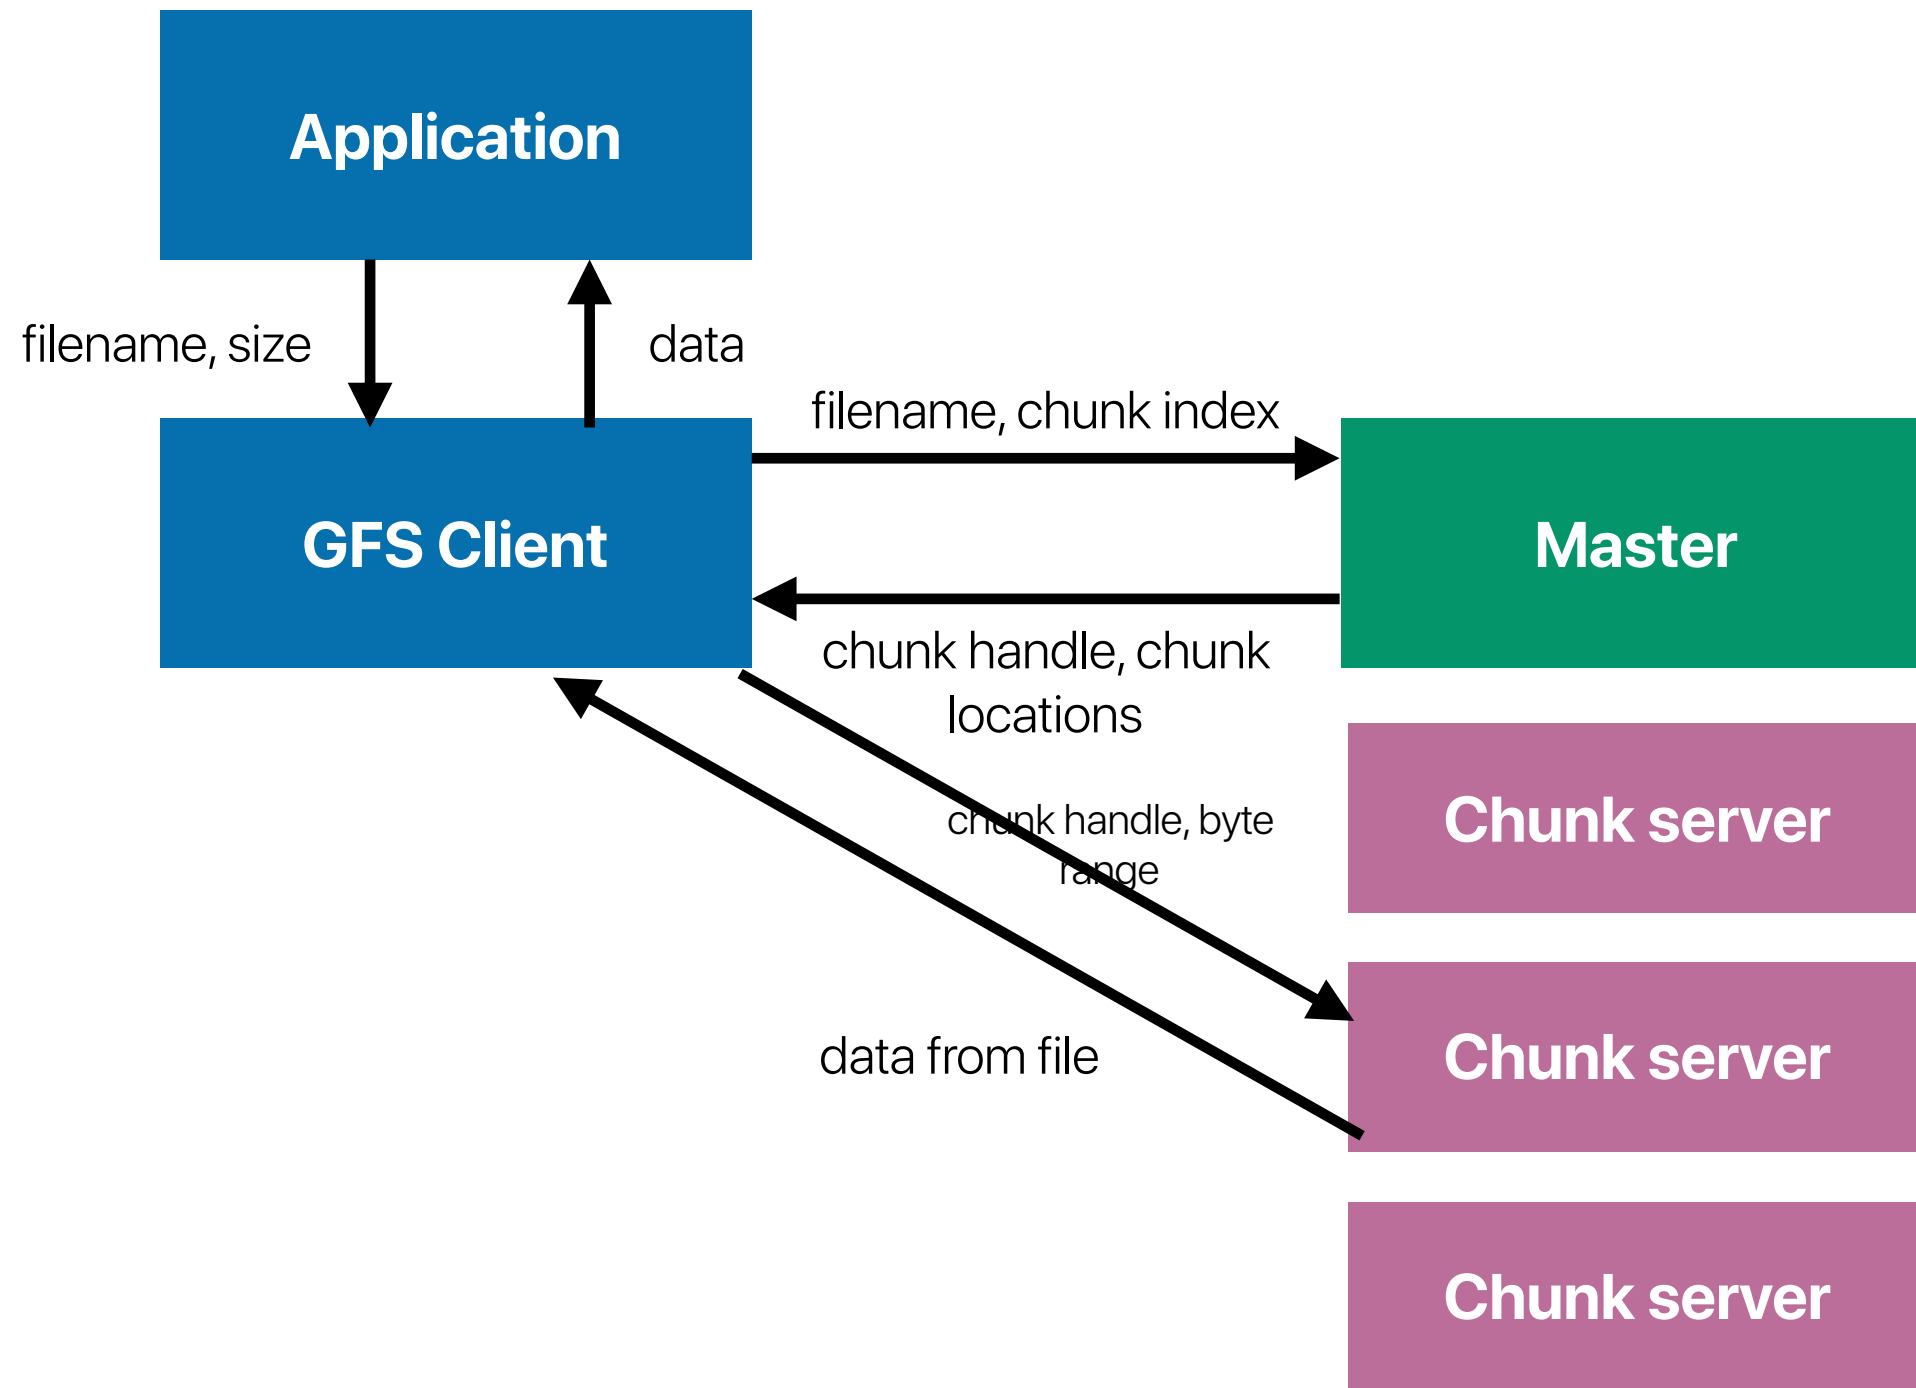 Application
filename, size
data
filename, chunk index
GFS Client
Master
chunk handle, chunk
locations
chunk handle, byte
range
Chunk server
data from file
Chunk server
Chunk server